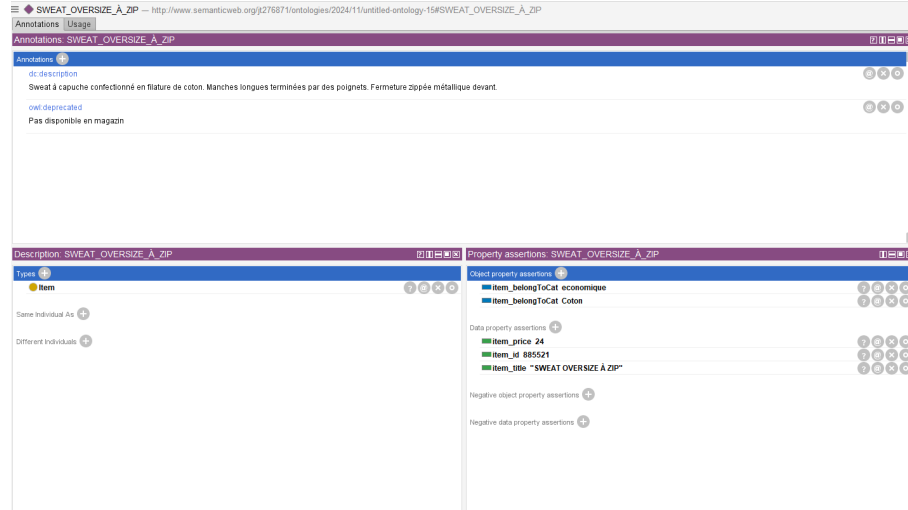 SWEAT_OVERSIZE_À_ZIP — http://www.semanticweb.org/jt276871/ontologies/2024/11/untitled-ontology-15#SWEAT_OVERSIZE_À_ZIP
Annotations Usage
Annotations: SWEAT_OVERSIZE_À_ZIP
Annotations
dc:description
Sweat à capuche confectionné en filature de coton. Manches longues terminées par des poignets. Fermeture zippée métallique devant.
owl:deprecated
Pas disponible en magazin
Description: SWEAT_OVERSIZE_À_ZIP
Types
Item
Same Individual As
Different Individuals
Property assertions: SWEAT_OVERSIZE_À_ZIP
Object property assertions
item_belongToCat economique
item_belongToCat Coton
Data property assertions
item_price 24
item_id 885521
item_title "SWEAT OVERSIZE À ZIP"
Negative object property assertions
Negative data property assertions